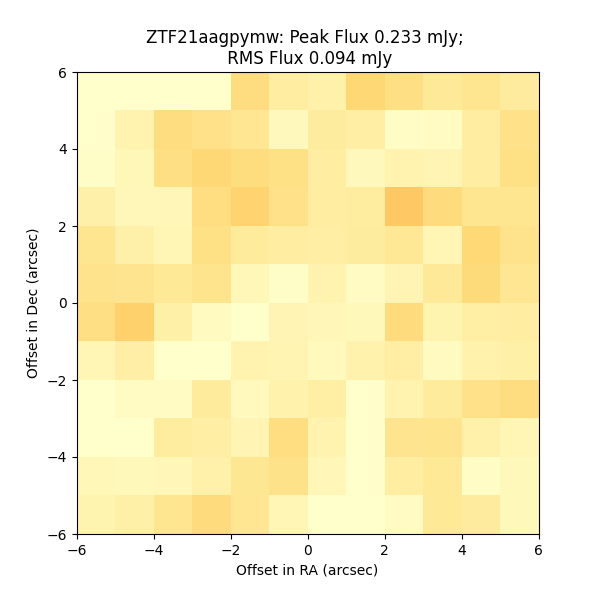 ZTF21aagpymw: Peak Flux 0.233 mJy;
RMS Flux 0.094 mJy
6
4
2
0
−2
−4
−6
Offset in Dec (arcsec)
−6 −4 −2 0 2 4 6
Offset in RA (arcsec)